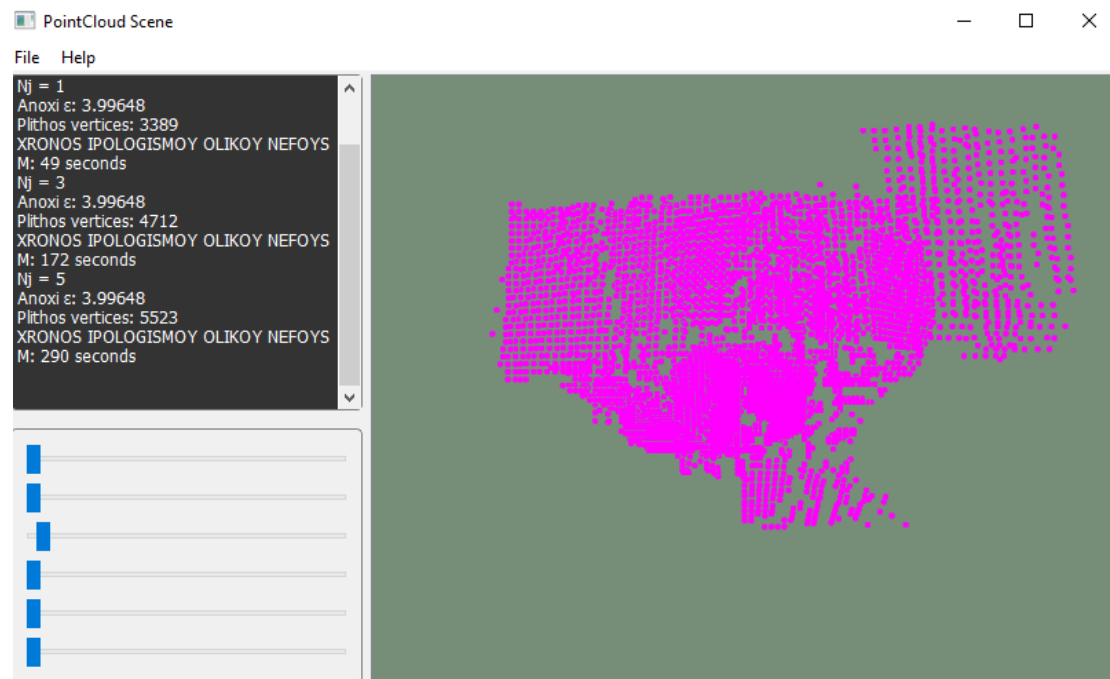 PointCloud Scene
File Help
Nj = 1
Anoxi ε: 3.99648
Plithos vertices: 3389
XRONOS IPOLOGISMOY OLIKOY NEFOYS
M: 49 seconds
Nj = 3
Anoxi ε: 3.99648
Plithos vertices: 4712
XRONOS IPOLOGISMOY OLIKOY NEFOYS
M: 172 seconds
Nj = 5
Anoxi ε: 3.99648
Plithos vertices: 5523
XRONOS IPOLOGISMOY OLIKOY NEFOYS
M: 290 seconds